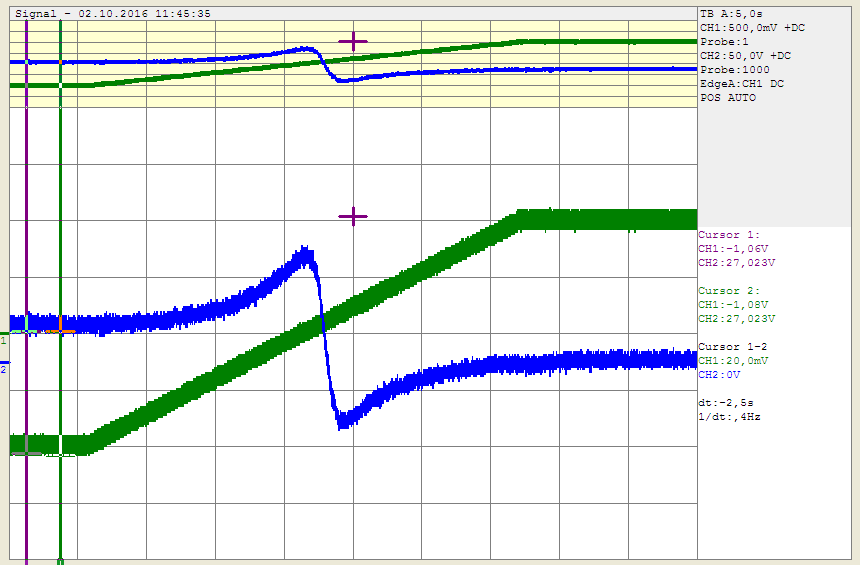 Signal - 02.10.2016 11:45:35
TB A:5,0s
CH1:500,0mV +DC
Probe:1
CH2:50,0V +DC
Probe:1000
EdgeA:CH1 DC
POS AUTO
Cursor 1:
CH1:-1,06V
CH2:27,023V
Cursor 2:
CH1:-1,08V
CH2:27,023V
Cursor 1-2
CH1:20,0mV
CH2:0V
dt:-2,5s
1/dt:,4Hz
1
2